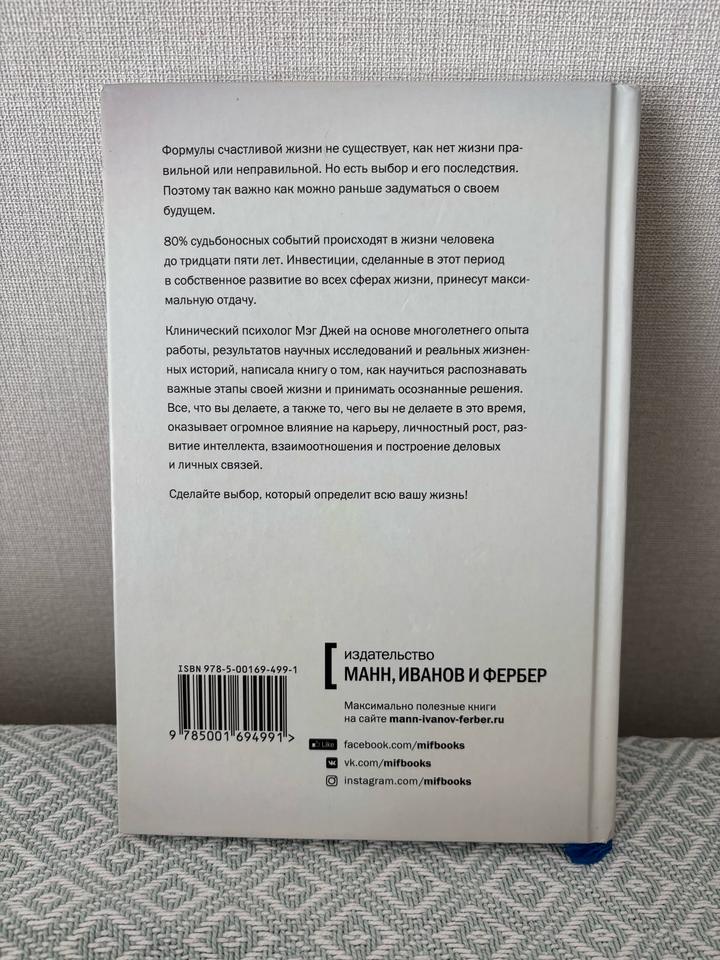 Формулы счастливой жизни не существует, как нет жизни пра-
вильной или неправильной. Но есть выбор и его последствия.
Поэтому так важно как можно раньше задуматься о своем
будущем.
80% судьбоносных событий происходят в жизни человека
до тридцати пяти лет. Инвестиции, сделанные в этот период
в собственное развитие во всех сферах жизни, принесут макси-
мальную отдачу.
Клинический психолог Мэг Джей на основе многолетнего опыта
работы, результатов научных исследований и реальных жизнен-
ных историй, написала книгу о том, как научиться распознавать
важные этапы своей жизни и принимать осознанные решения.
Все, что вы делаете, а также то, чего вы не делаете в это время,
оказывает огромное влияние на карьеру, личностный рост, раз-
витие интеллекта, взаимоотношения и построение деловых
и личных связей.
Сделайте выбор, который определит всю вашу жизнь!
ISBN 978-5-00169-499-1
9 785001 694991 >
издательство
МАНН, ИВАНОВ И ФЕРБЕР
Максимально полезные книги
на сайте mann-ivanov-ferber.ru
Like facebook.com/mifbooks
vk.com/mifbooks
instagram.com/mifbooks